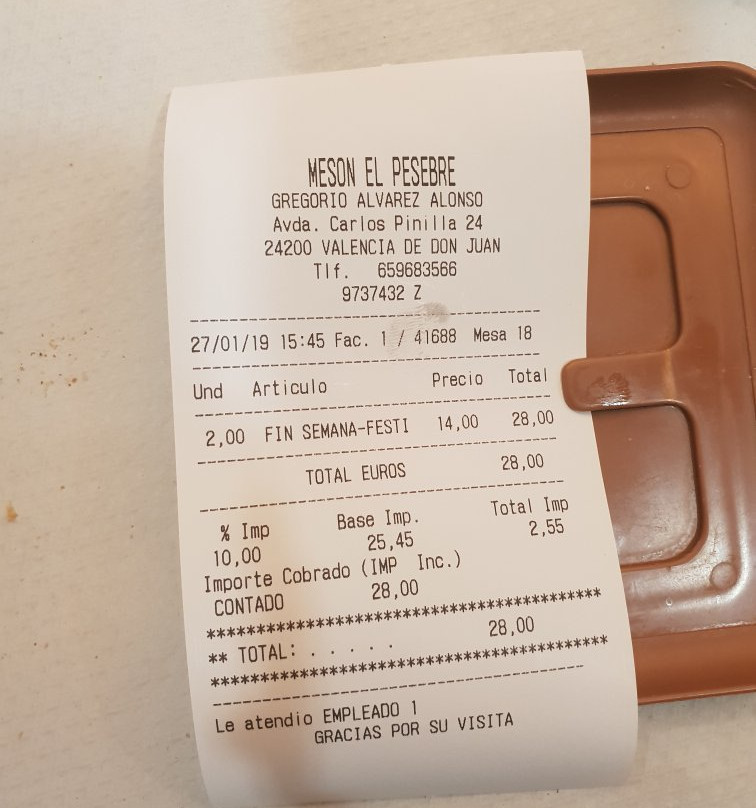 MESON EL PESEBRE
GREGORIO ALVAREZ ALONSO
Avda. Carlos Pinilla 24
24200 VALENCIA DE DON JUAN
Tlf. 659683566
9737432 Z
27/01/19 15:45 Fac. 1 / 41688 Mesa 18
Und Articulo Precio Total
2,00 FIN SEMANA-FESTI 14,00 28,00
TOTAL EUROS 28,00
% Imp Base Imp. Total Imp
10,00 25,45 2,55
Importe Cobrado (IMP Inc.)
CONTADO 28,00
****************************************
** TOTAL: . . . . . 28,00
****************************************
Le atendio EMPLEADO 1
GRACIAS POR SU VISITA